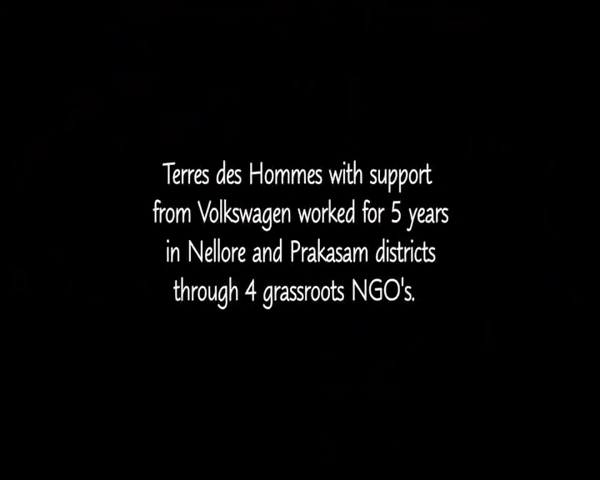 Terres des Hommes with support
from Volkswagen worked for 5 years
in Nellore and Prakasam districts
through 4 grassroots NGO's.